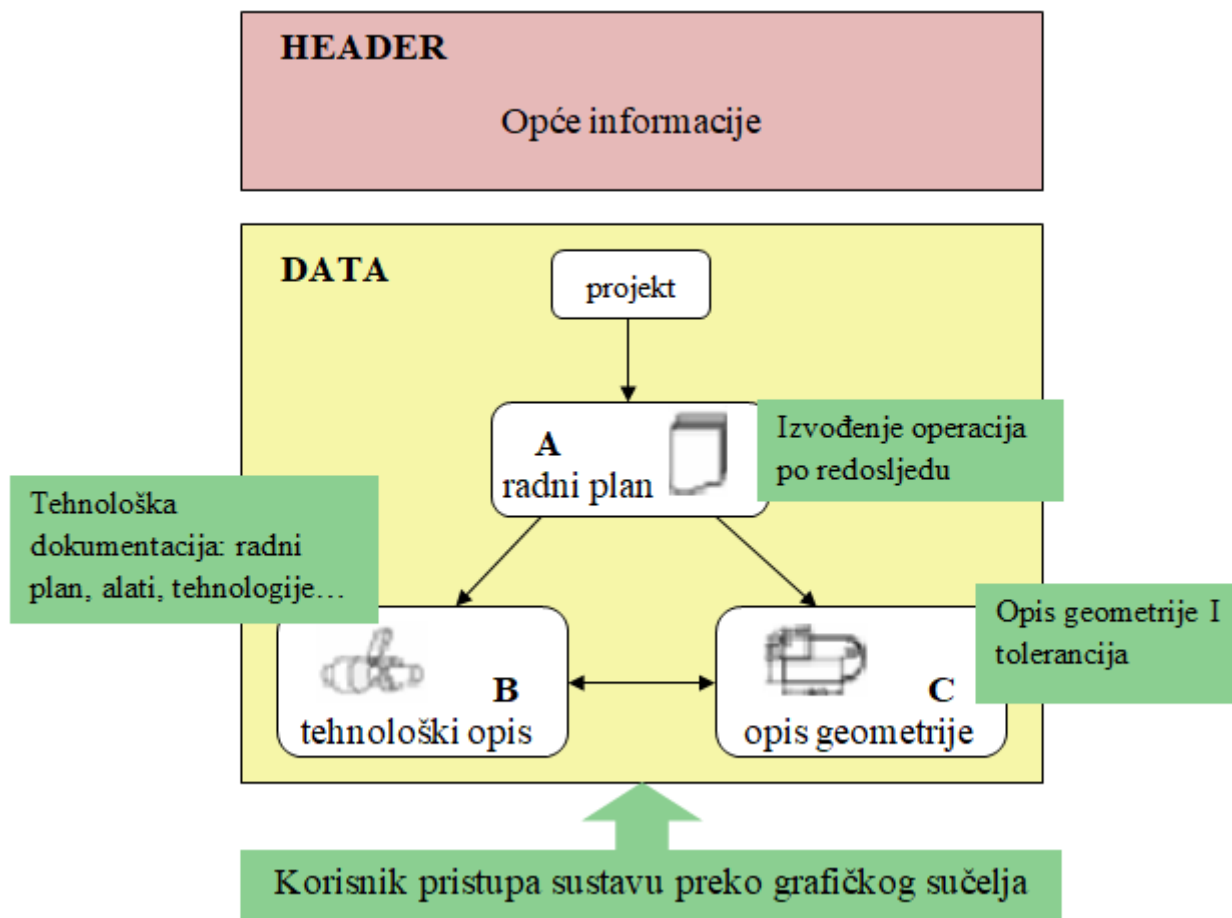 HEADER
Opće informacije
DATA
projekt
A
radni plan
Izvođenje operacija
po redosljedu
Tehnološka
dokumentacija: radni
plan, alati, tehnologije…
B
tehnološki opis
C
opis geometrije
Opis geometrije I
tolerancija
Korisnik pristupa sustavu preko grafičkog sučelja